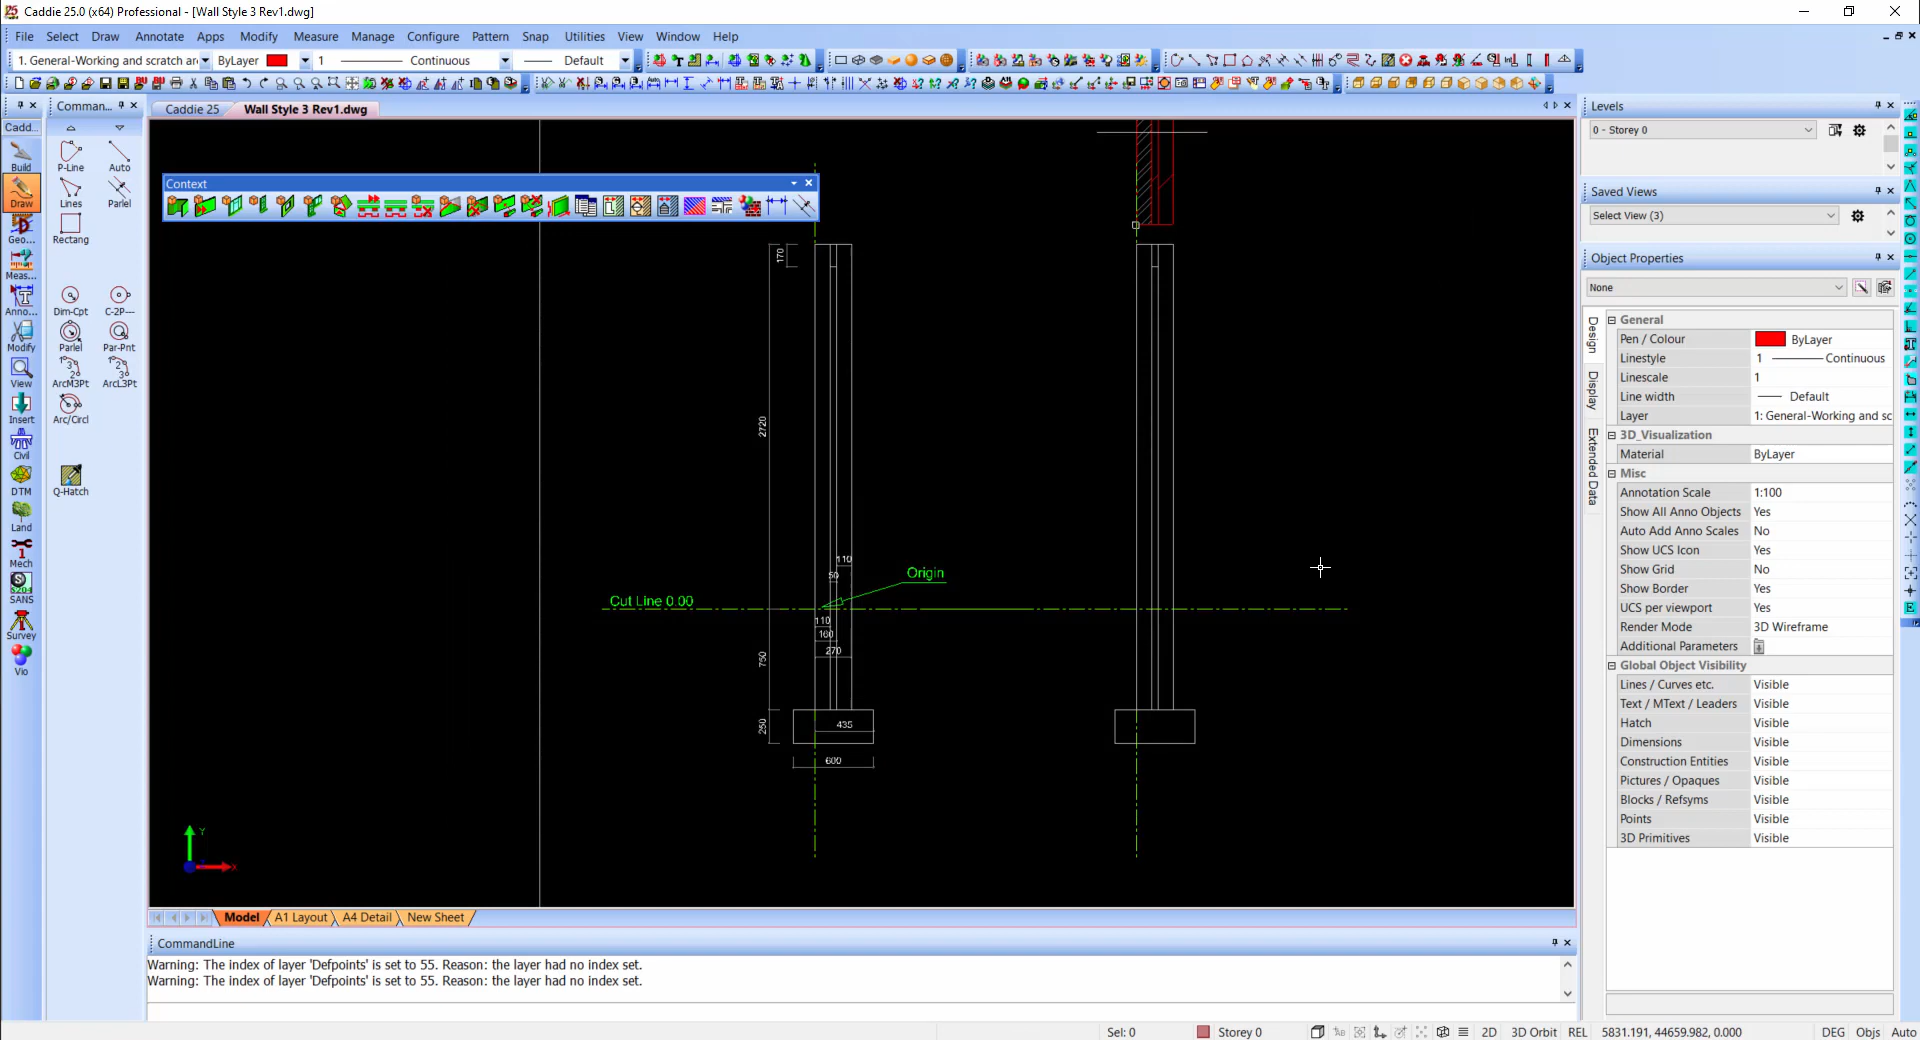 Caddie 25.0 (x64) Professional - [Wall Style 3 Rev1.dwg]
File Select Draw Annotate Apps Modify Measure Manage Configure Pattern Snap Utilities View Window Help
1. General-Working and scratch ar ByLayer 1 Continuous Default
Cadd... Comman...
Caddie 25 Wall Style 3 Rev1.dwg
Build
Draw
Geo...
Meas...
Anno...
Modify
View
Insert
Civil
DTM
Land
Mech
SANS
Survey
Vio
P-Line Auto
Lines Parlel
Rectang
Dim-Cpt C-2P---
Parlel Par-Pnt
ArcM3Pt ArcL3Pt
Arc/Circl
Q-Hatch
Context
170
2720
110
50
Origin
Cut Line 0.00
110
160
270
750
250
435
600
Y
X
Model A1 Layout A4 Detail New Sheet
CommandLine
Warning: The index of layer 'Defpoints' is set to 55. Reason: the layer had no index set.
Warning: The index of layer 'Defpoints' is set to 55. Reason: the layer had no index set.
Levels
0 - Storey 0
Saved Views
Select View (3)
Object Properties
None
Design
Display
Extended Data
General
Pen / Colour ByLayer
Linestyle 1 Continuous
Linescale 1
Line width Default
Layer 1: General-Working and sc
3D_Visualization
Material ByLayer
Misc
Annotation Scale 1:100
Show All Anno Objects Yes
Auto Add Anno Scales No
Show UCS Icon Yes
Show Grid No
Show Border Yes
UCS per viewport Yes
Render Mode 3D Wireframe
Additional Parameters
Global Object Visibility
Lines / Curves etc. Visible
Text / MText / Leaders Visible
Hatch Visible
Dimensions Visible
Construction Entities Visible
Pictures / Opaques Visible
Blocks / Refsyms Visible
Points Visible
3D Primitives Visible
Sel: 0 Storey 0 2D 3D Orbit REL 5831.191, 44659.982, 0.000 DEG Objs Auto